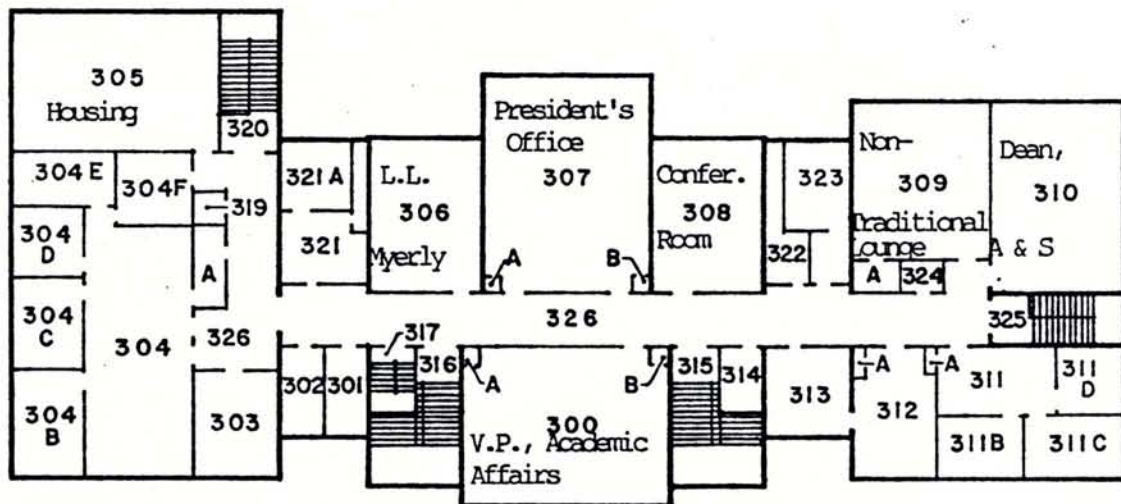 305
Housing
320
304 E
304 F
319
304
D
A
304
C
304
326
304
B
303
321 A
321
L.L.
306
Myerly
President's
Office
307
A
B
Confer.
308
Room
323
322
Non-
309
Traditional
Lounge
A
324
Dean,
310
A & S
325
326
317
316
302
301
A
B
300
V.P., Academic
Affairs
315
314
313
A
A
312
311
311
D
311B
311C